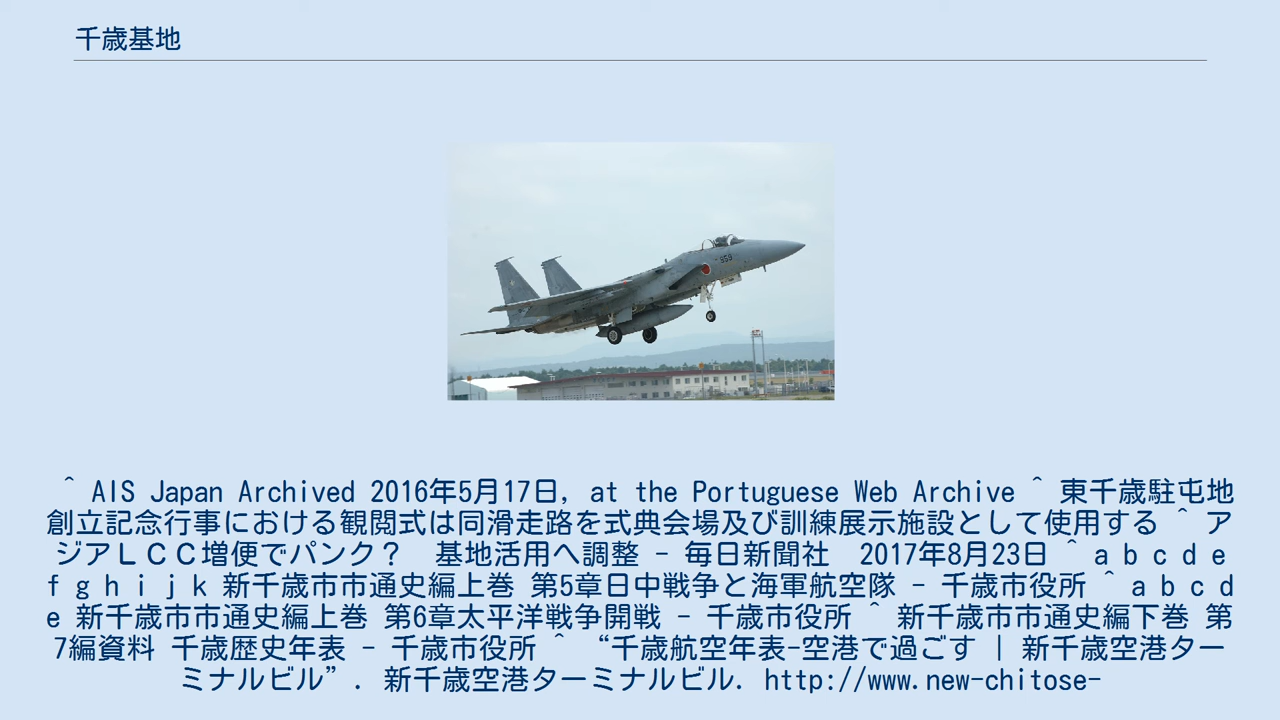 千歳基地
959
＾ AIS Japan Archived 2016年5月17日, at the Portuguese Web Archive ＾ 東千歳駐屯地
創立記念行事における観閲式は同滑走路を式典会場及び訓練展示施設として使用する ＾ ア
ジアＬＣＣ増便でパンク？　基地活用へ調整 - 毎日新聞社　2017年8月23日 ＾ a b c d e
f g h i j k 新千歳市市通史編上巻 第5章日中戦争と海軍航空隊 - 千歳市役所 ＾ a b c d
e 新千歳市市通史編上巻 第6章太平洋戦争開戦 - 千歳市役所 ＾ 新千歳市市通史編下巻 第
7編資料 千歳歴史年表 - 千歳市役所 ＾ “千歳航空年表-空港で過ごす | 新千歳空港ター
ミナルビル”. 新千歳空港ターミナルビル. http://www.new-chitose-